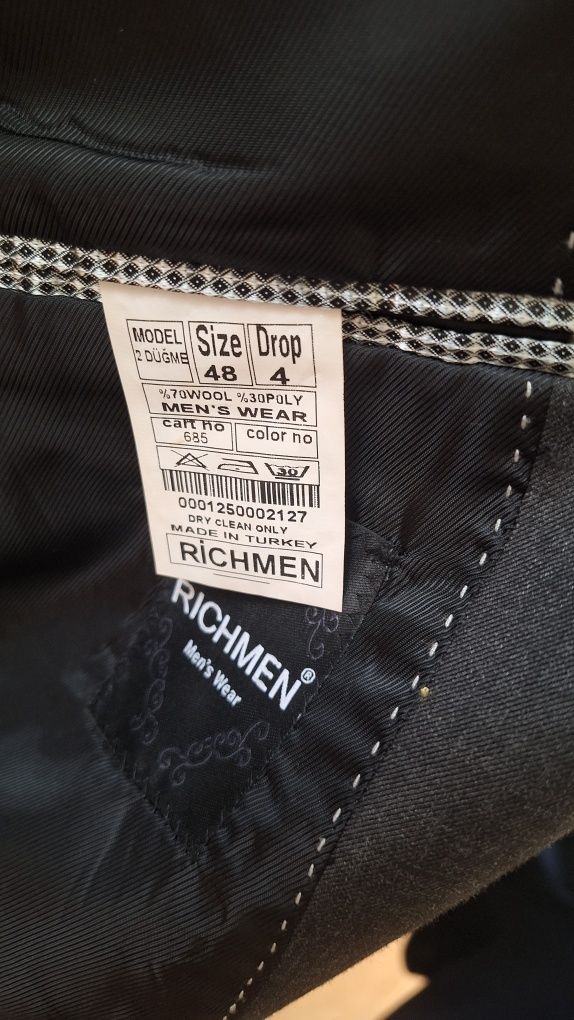 MODEL
2 DÜĞME
Size
48
Drop
4
%70WOOL %30POLY
MEN'S WEAR
cart no
685
color no
30
0001250002127
DRY CLEAN ONLY
MADE IN TURKEY
RİCHMEN
RICHMEN®
Men's Wear